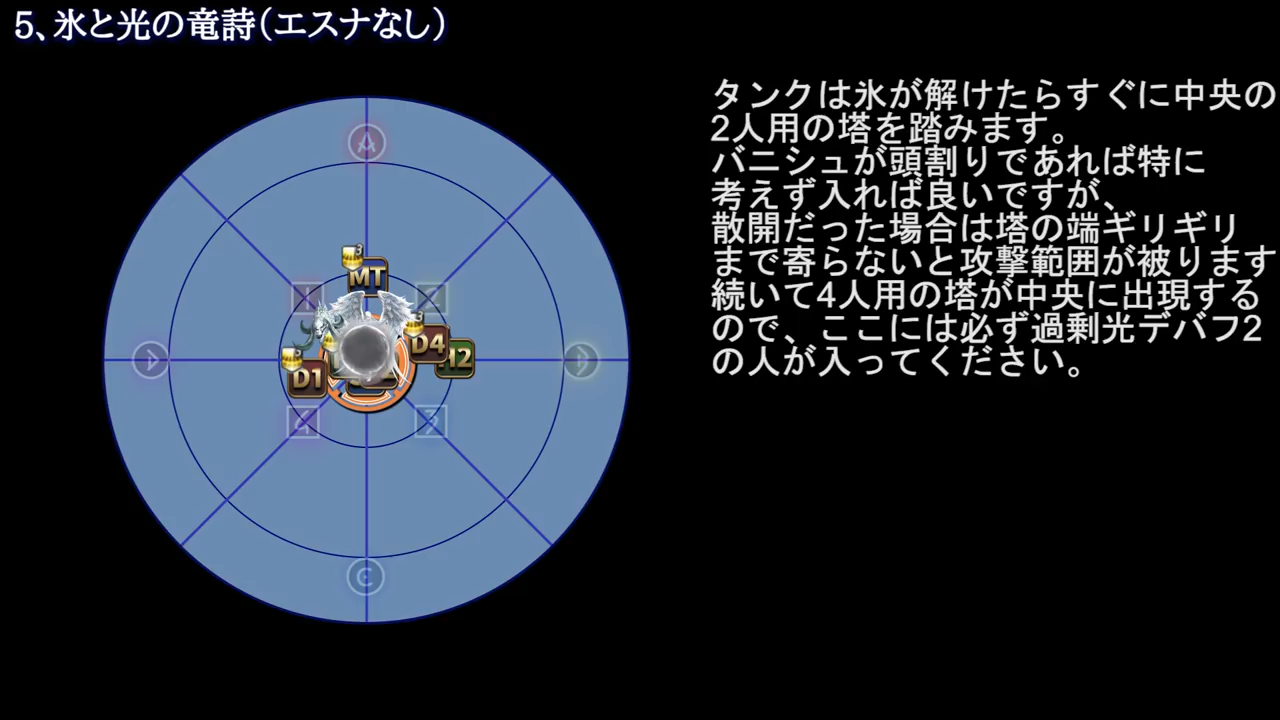 5、氷と光の竜詩(エスナなし)
タンクは氷が解けたらすぐに中央の
2人用の塔を踏みます。
バニシュが頭割りであれば特に
考えず入れば良いですが、
散開だった場合は塔の端ギリギリ
まで寄らないと攻撃範囲が被ります
続いて4人用の塔が中央に出現する
ので、ここには必ず過剰光デバフ2
の人が入ってください。
A
3
MT
1
2
3
D4
H2
3
D1
4
3
C